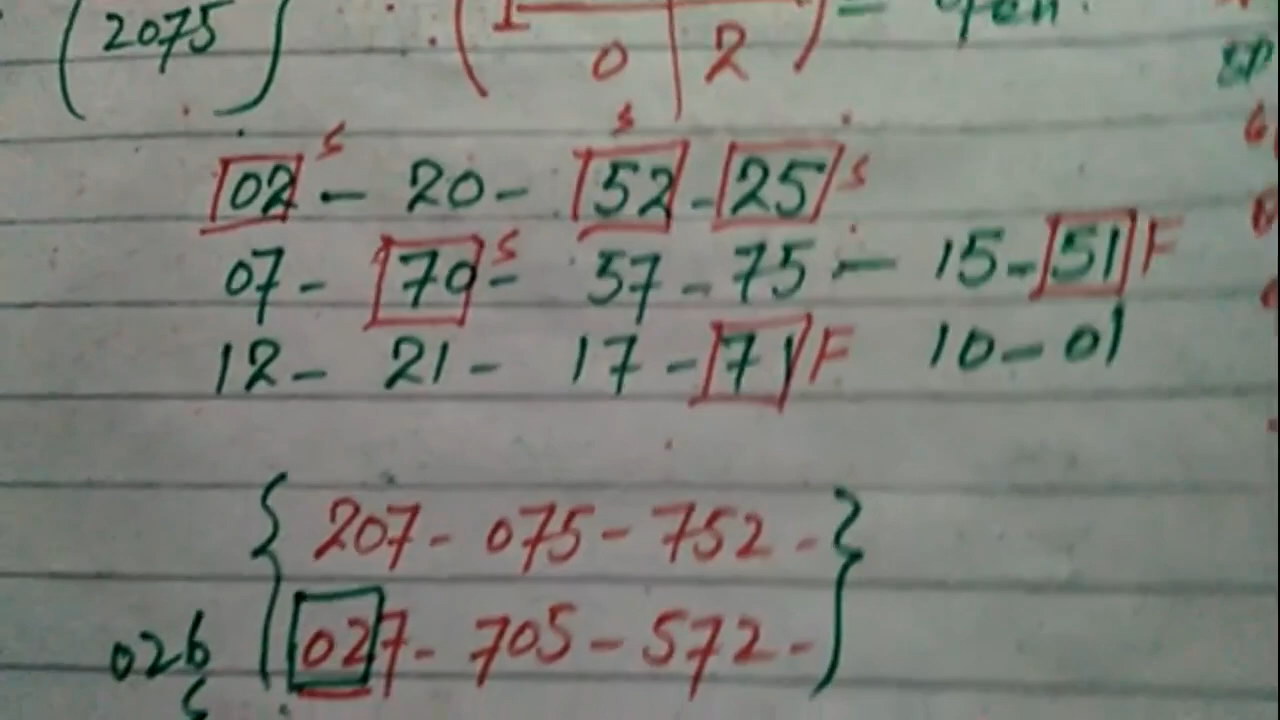 (2075) (0 2) = open.
02 s - 20 - 52 s - 25 s
07 - 70 s - 57 - 75 - 15 - 51 F
12 - 21 - 17 - 71 F 10 - 01
{ 207 - 075 - 752 - }
026 { 027 - 705 - 572 - }